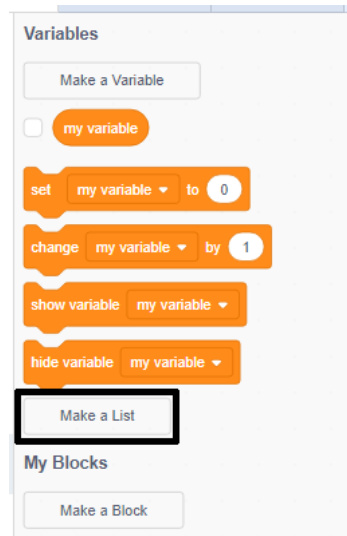 Variables
Make a Variable
my variable
set my variable to 0
change my variable by 1
show variable my variable
hide variable my variable
Make a List
My Blocks
Make a Block